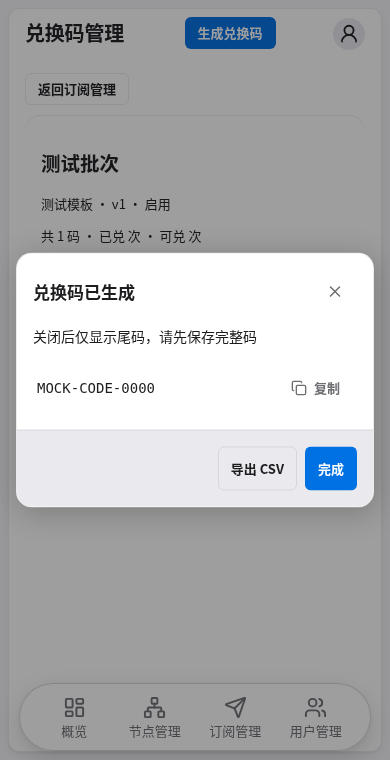 兑换码管理
生成兑换码
返回订阅管理
测试批次
测试模板 • v1 • 启用
共 1 码 • 已兑 次 • 可兑 次
兑换码已生成
关闭后仅显示尾码，请先保存完整码
MOCK-CODE-0000
复制
导出 CSV
完成
概览
节点管理
订阅管理
用户管理